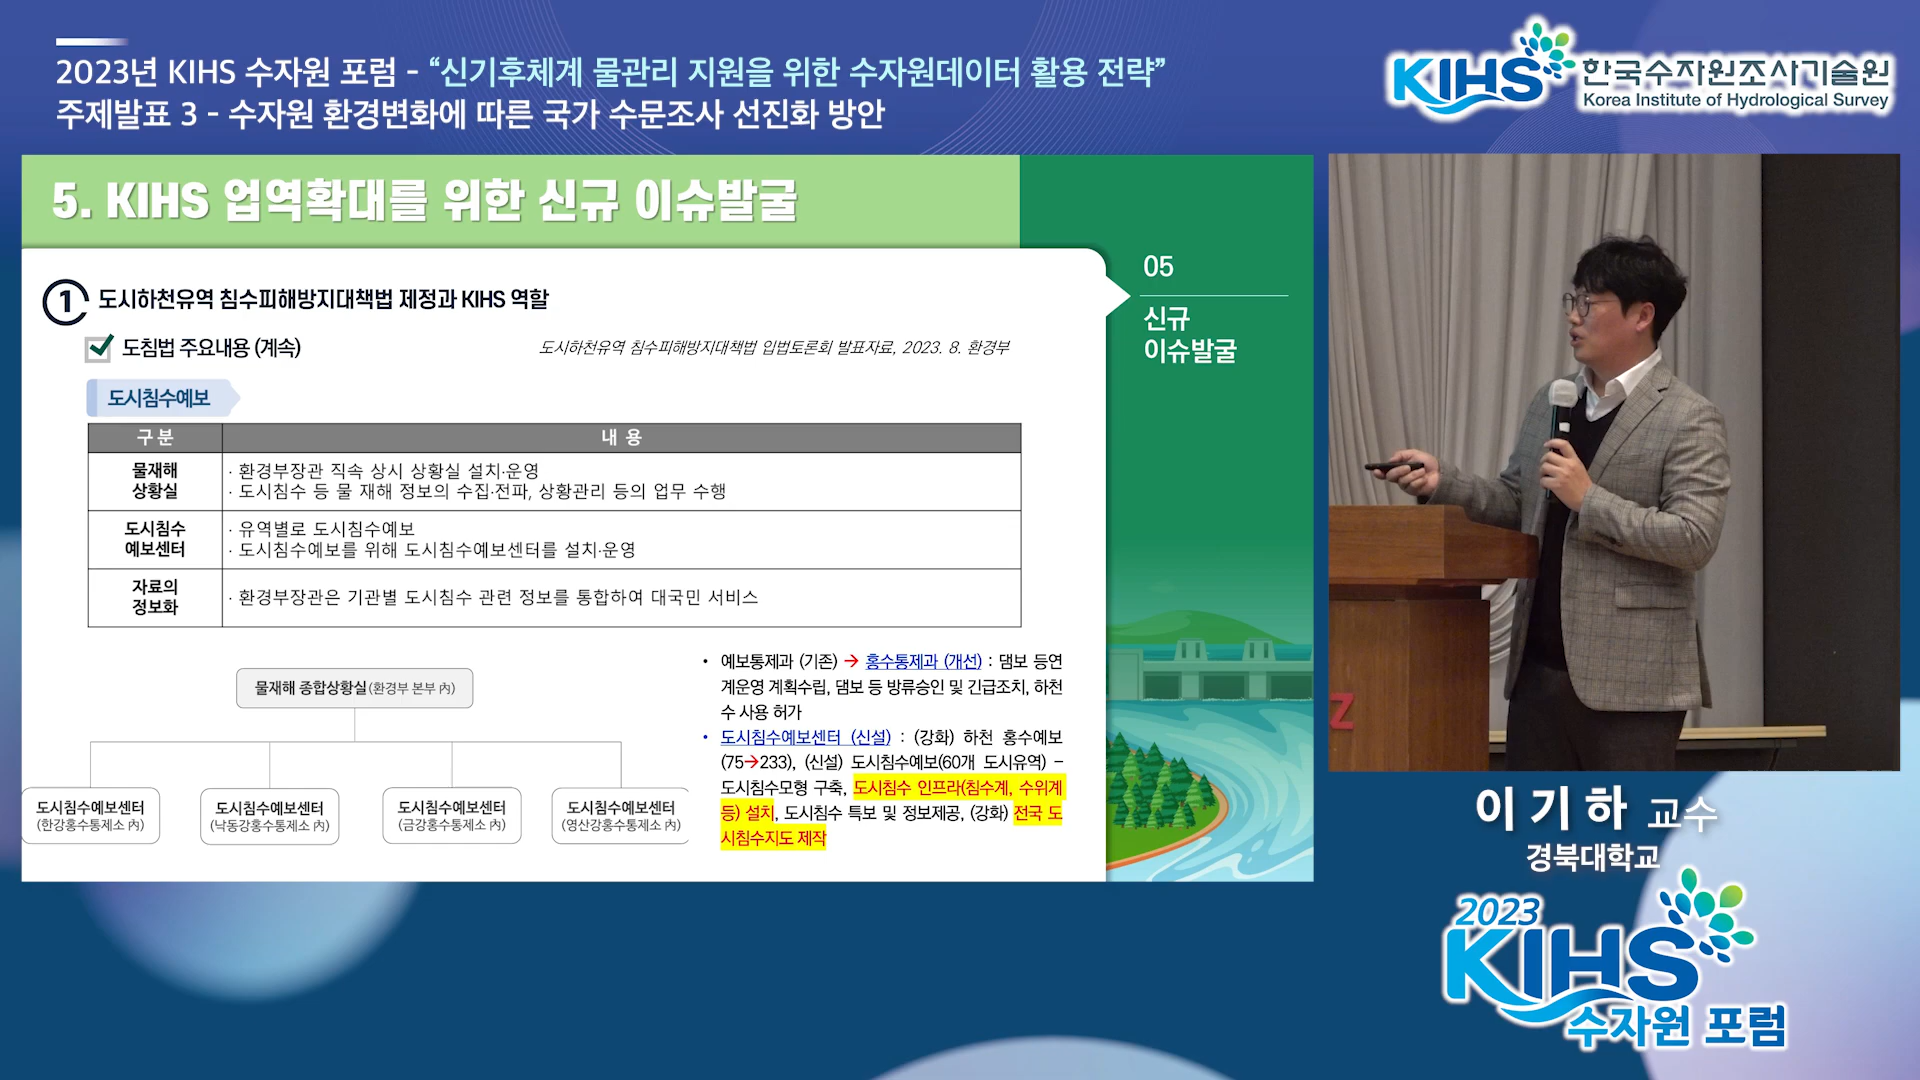 2023년 KIHS 수자원 포럼 - “신기후체계 물관리 지원을 위한 수자원데이터 활용 전략”
주제발표 3 - 수자원 환경변화에 따른 국가 수문조사 선진화 방안
KIHS 한국수자원조사기술원
Korea Institute of Hydrological Survey
5. KIHS 업역확대를 위한 신규 이슈발굴
05
신규
이슈발굴
1 도시하천유역 침수피해방지대책법 제정과 KIHS 역할
도침법 주요내용 (계속)
도시하천유역 침수피해방지대책법 입법토론회 발표자료, 2023. 8. 환경부
도시침수예보
구 분 내 용
물재해
상황실
· 환경부장관 직속 상시 상황실 설치·운영
· 도시침수 등 물 재해 정보의 수집·전파, 상황관리 등의 업무 수행
도시침수
예보센터
· 유역별로 도시침수예보
· 도시침수예보를 위해 도시침수예보센터를 설치·운영
자료의
정보화
· 환경부장관은 기관별 도시침수 관련 정보를 통합하여 대국민 서비스
물재해 종합상황실(환경부 본부 內)
도시침수예보센터
(한강홍수통제소 內)
도시침수예보센터
(낙동강홍수통제소 內)
도시침수예보센터
(금강홍수통제소 內)
도시침수예보센터
(영산강홍수통제소 內)
• 예보통제과 (기존) → 홍수통제과 (개선) : 댐보 등연
계운영 계획수립, 댐보 등 방류승인 및 긴급조치, 하천
수 사용 허가
• 도시침수예보센터 (신설) : (강화) 하천 홍수예보
(75→233), (신설) 도시침수예보(60개 도시유역) –
도시침수모형 구축, 도시침수 인프라(침수계, 수위계
등) 설치, 도시침수 특보 및 정보제공, (강화) 전국 도
시침수지도 제작
Z
이 기 하 교수
경북대학교
2023
KIHS
수자원 포럼